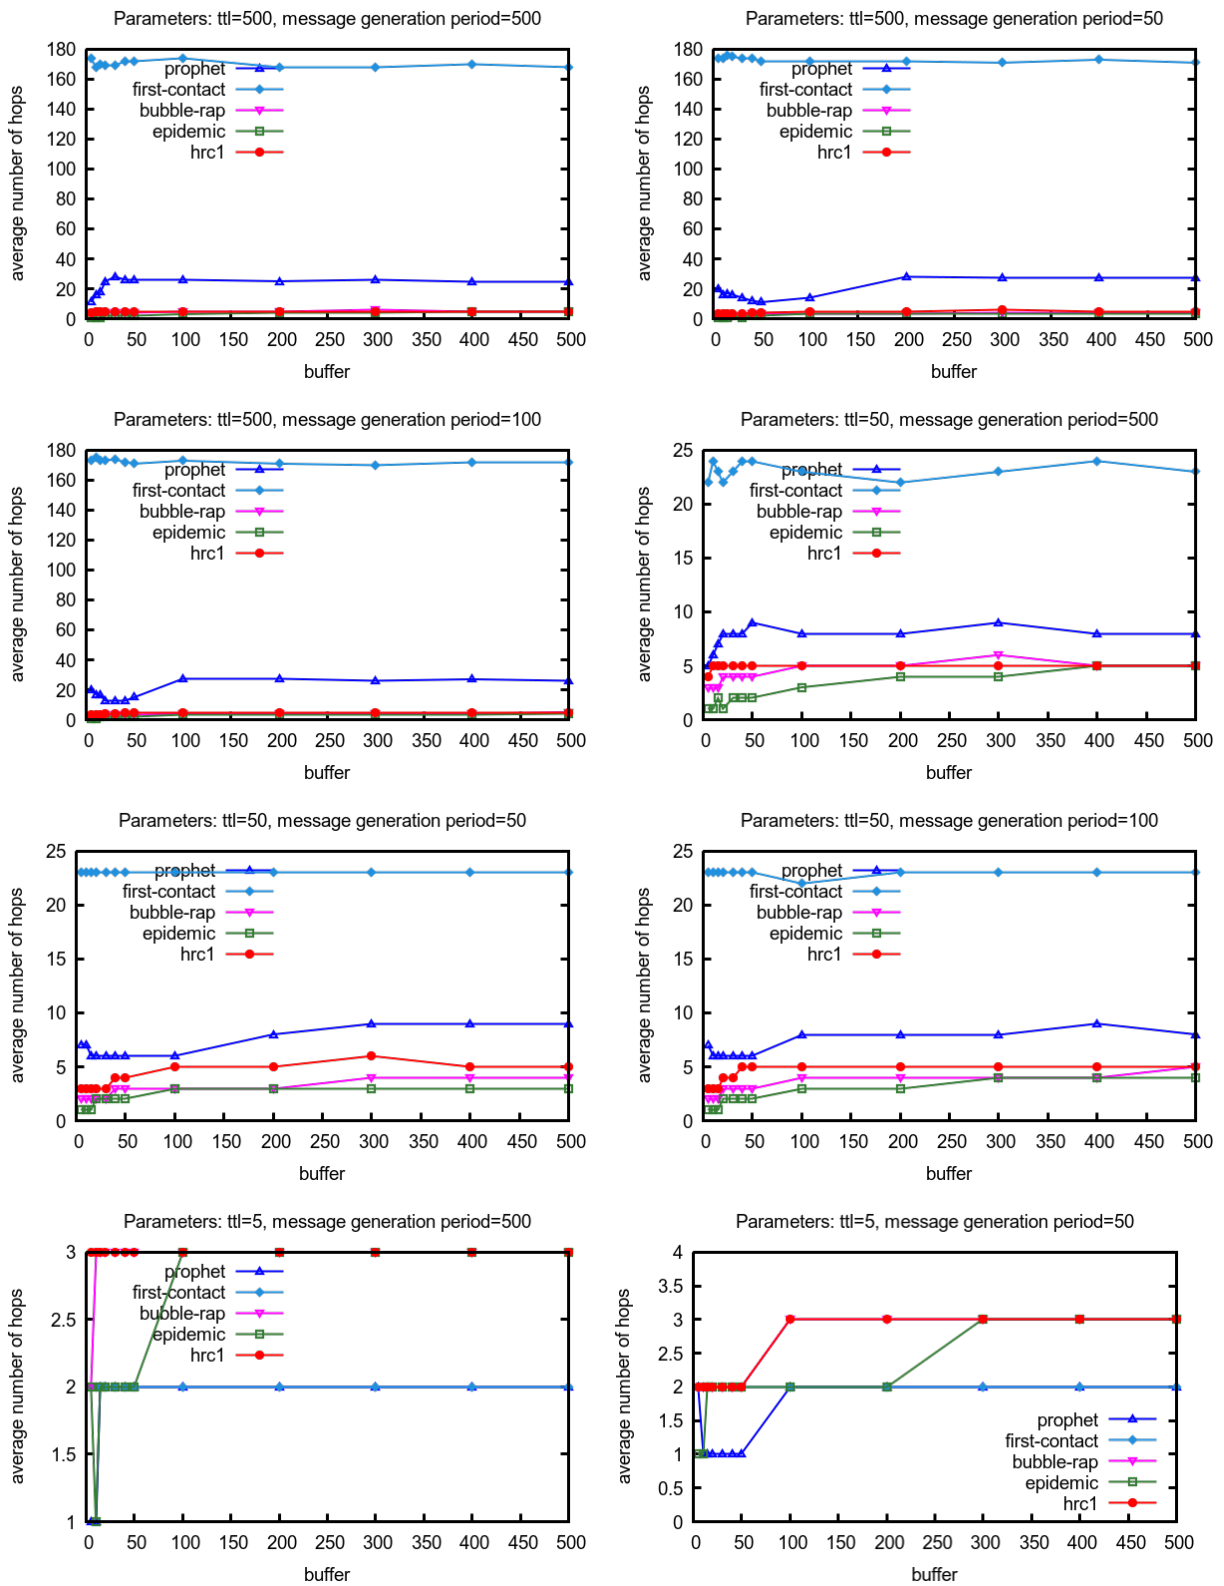 Parameters: ttl=500, message generation period=500
180
160
140
120
100
80
60
40
20
0
average number of hops
prophet
first-contact
bubble-rap
epidemic
hrc1
0 50 100 150 200 250 300 350 400 450 500
buffer
Parameters: ttl=500, message generation period=50
180
160
140
120
100
80
60
40
20
0
average number of hops
prophet
first-contact
bubble-rap
epidemic
hrc1
0 50 100 150 200 250 300 350 400 450 500
buffer
Parameters: ttl=500, message generation period=100
180
160
140
120
100
80
60
40
20
0
average number of hops
prophet
first-contact
bubble-rap
epidemic
hrc1
0 50 100 150 200 250 300 350 400 450 500
buffer
Parameters: ttl=50, message generation period=500
25
20
15
10
5
0
average number of hops
prophet
first-contact
bubble-rap
epidemic
hrc1
0 50 100 150 200 250 300 350 400 450 500
buffer
Parameters: ttl=50, message generation period=50
25
20
15
10
5
0
average number of hops
prophet
first-contact
bubble-rap
epidemic
hrc1
0 50 100 150 200 250 300 350 400 450 500
buffer
Parameters: ttl=50, message generation period=100
25
20
15
10
5
0
average number of hops
prophet
first-contact
bubble-rap
epidemic
hrc1
0 50 100 150 200 250 300 350 400 450 500
buffer
Parameters: ttl=5, message generation period=500
3
2.5
2
1.5
1
average number of hops
prophet
first-contact
bubble-rap
epidemic
hrc1
0 50 100 150 200 250 300 350 400 450 500
buffer
Parameters: ttl=5, message generation period=50
4
3.5
3
2.5
2
1.5
1
0.5
0
average number of hops
prophet
first-contact
bubble-rap
epidemic
hrc1
0 50 100 150 200 250 300 350 400 450 500
buffer